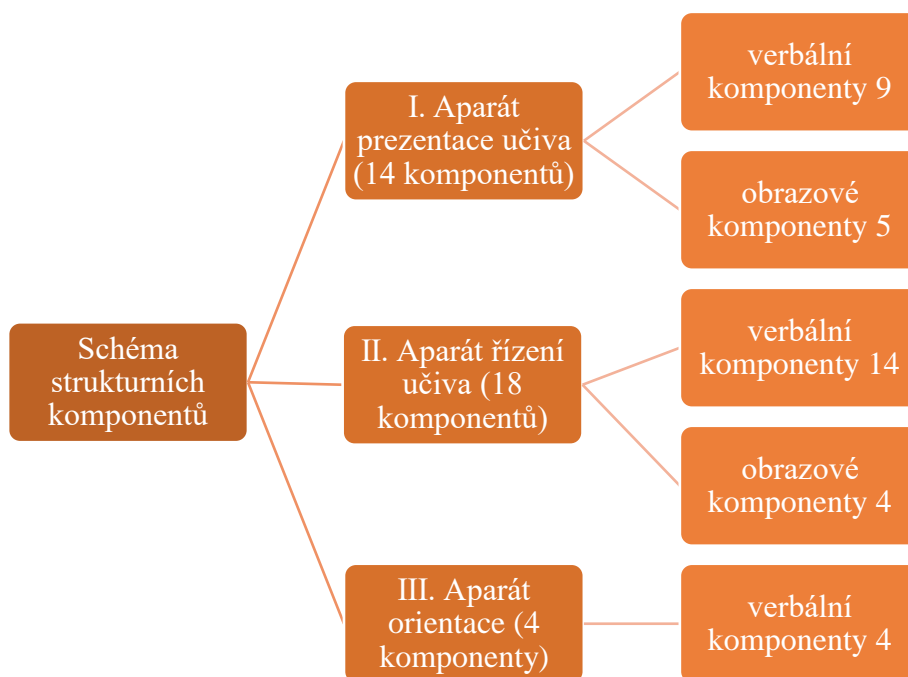 Schéma
strukturních
komponentů
I. Aparát
prezentace učiva
(14 komponentů)
verbální
komponenty 9
obrazové
komponenty 5
II. Aparát řízení
učiva (18
komponentů)
verbální
komponenty 14
obrazové
komponenty 4
III. Aparát
orientace (4
komponenty)
verbální
komponenty 4